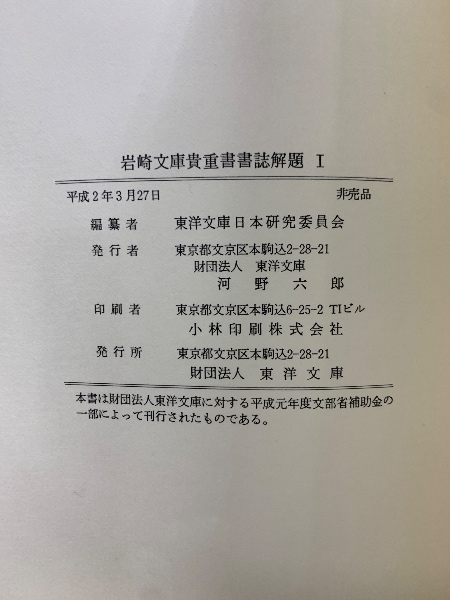 岩崎文庫貴重書書誌解題 I
平成2年3月27日 非売品
編纂者 東洋文庫日本研究委員会
発行者 東京都文京区本駒込2-28-21
財団法人 東洋文庫
河野六郎
印刷者 東京都文京区本駒込6-25-2 TIビル
小林印刷株式会社
発行所 東京都文京区本駒込2-28-21
財団法人 東洋文庫
本書は財団法人東洋文庫に対する平成元年度文部省補助金の
一部によって刊行されたものである。